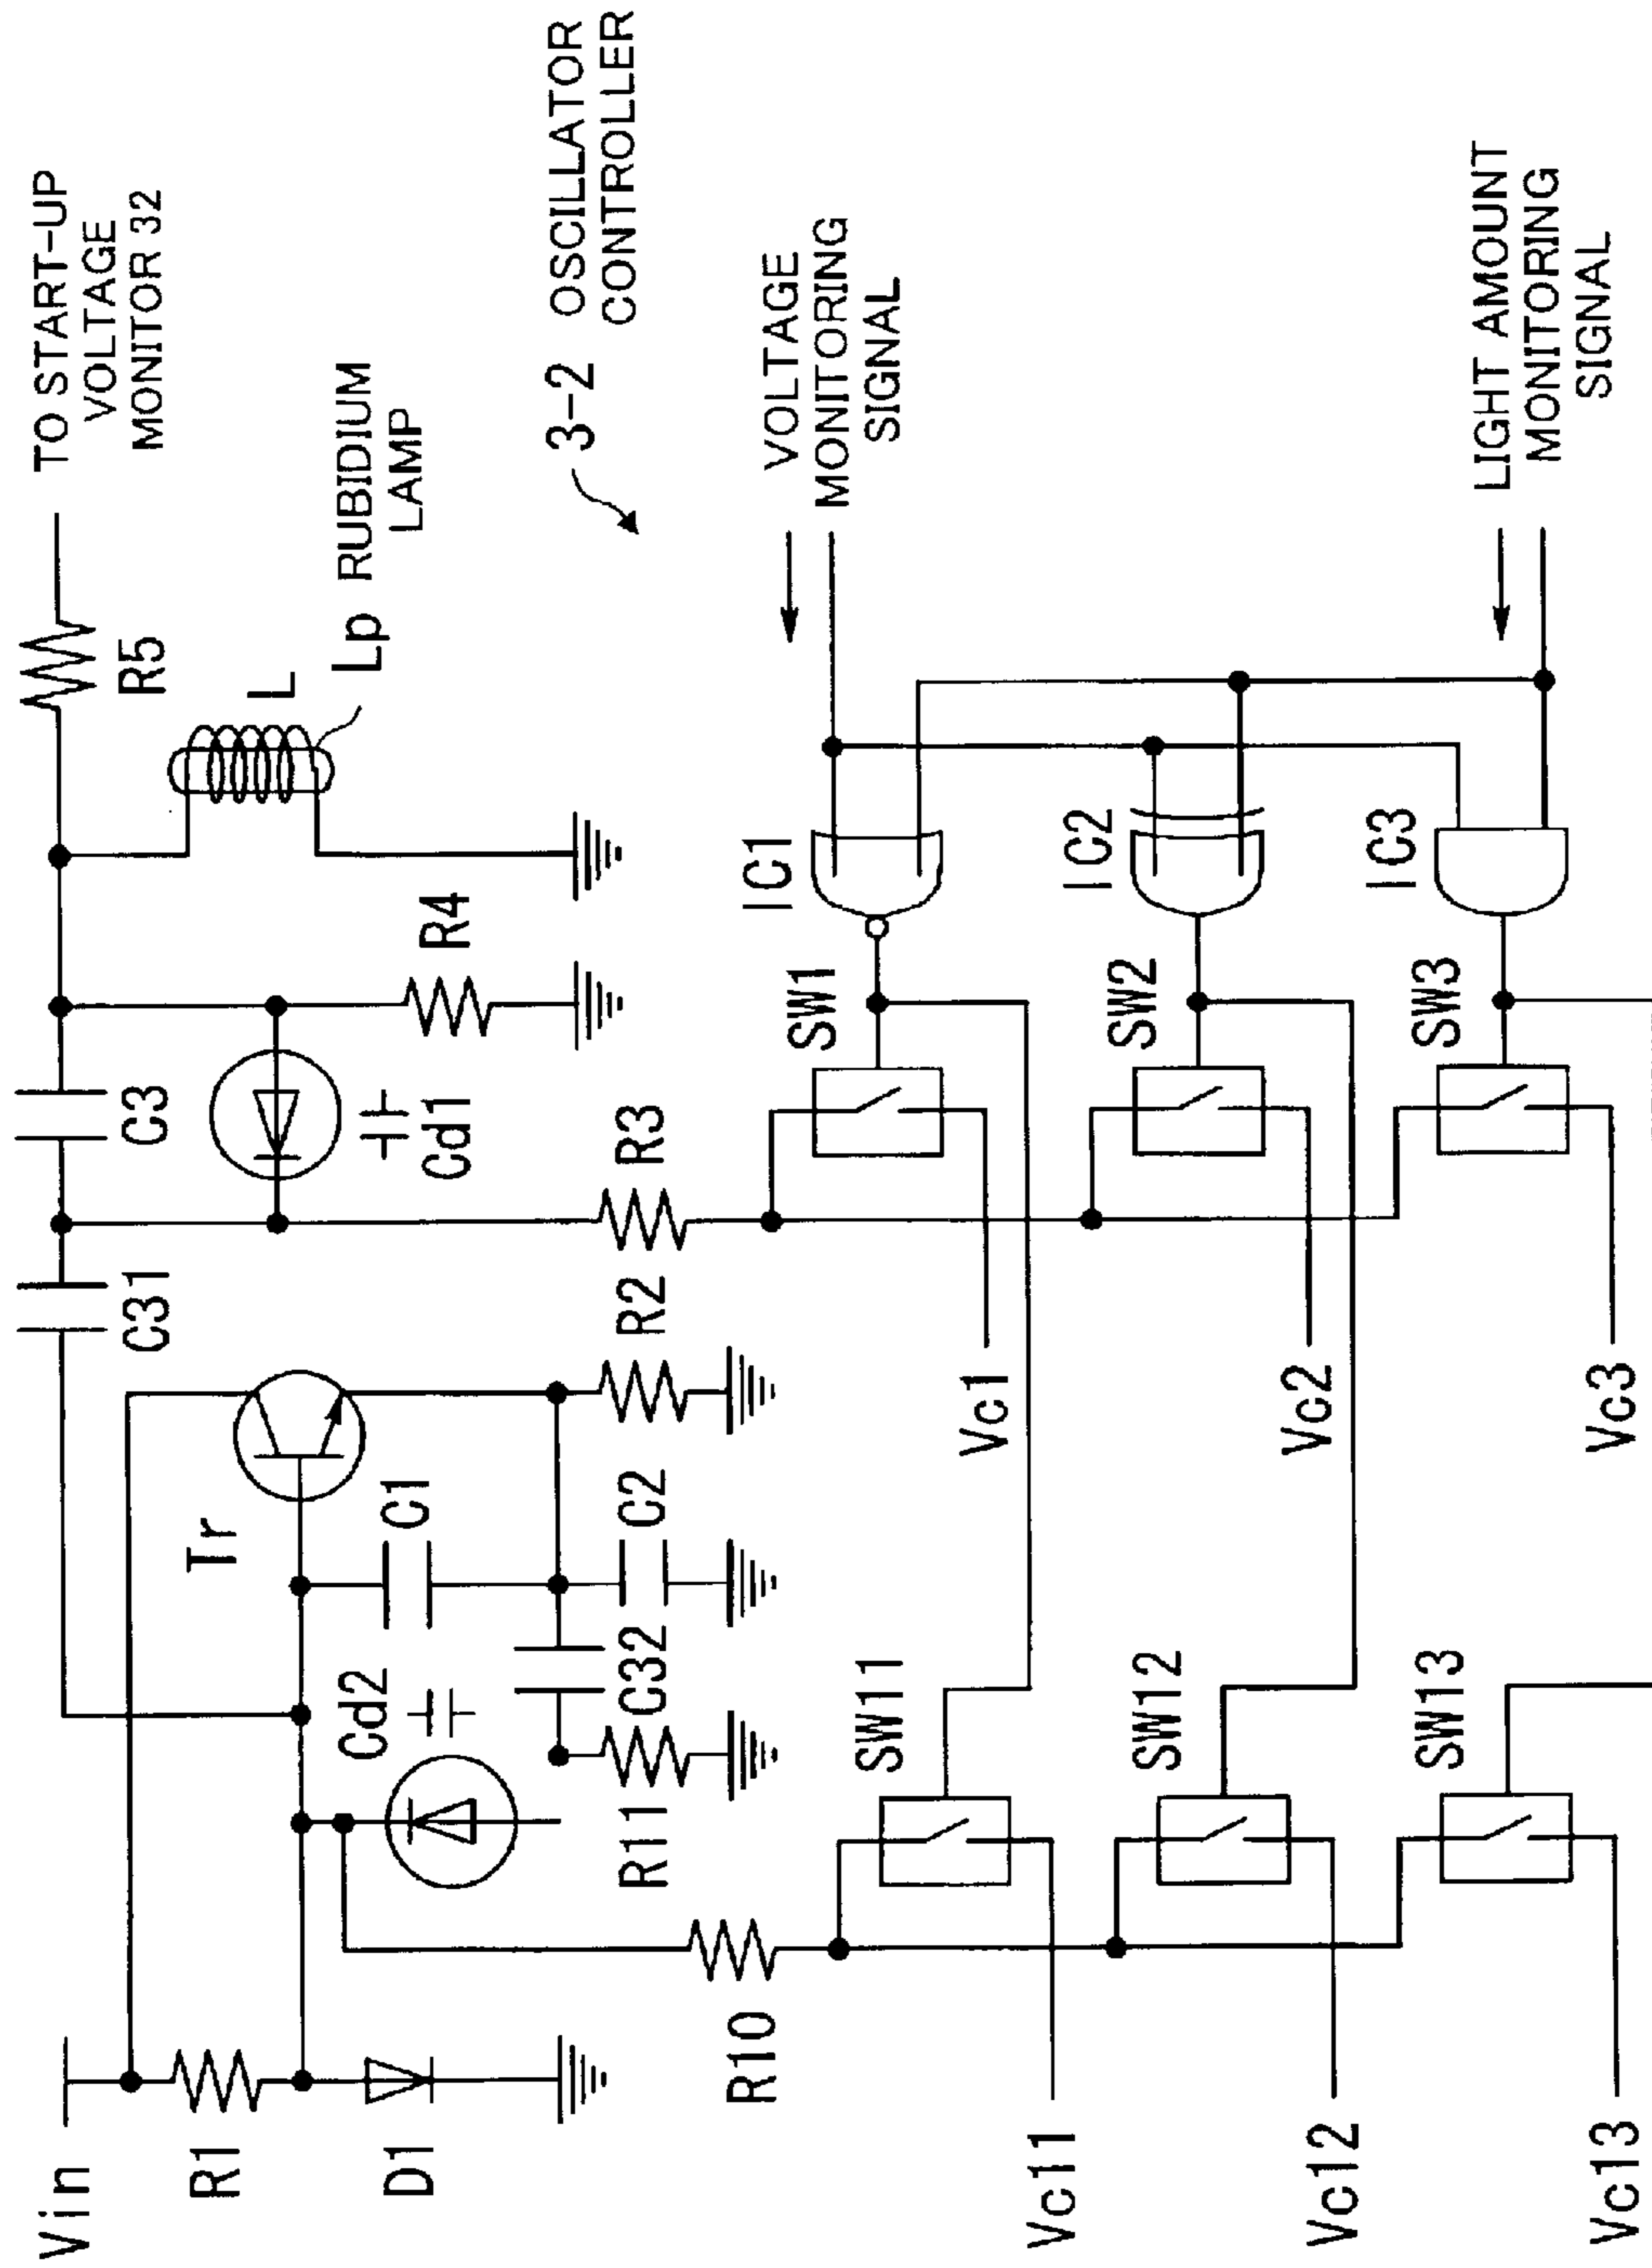 TO START-UP
VOLTAGE
MONITOR 32
R5
L
Lp RUBIDIUM
LAMP
3-2 OSCILLATOR
CONTROLLER
C31
C3
Cd1
R4
R3
Tr
C1
Cd2
C2
R2
C32
R11
Vin
R1
D1
R10
VOLTAGE
MONITORING
SIGNAL
IC1
SW1
Vc1
SW11
Vc11
IC2
SW2
Vc2
SW12
Vc12
LIGHT AMOUNT
MONITORING
SIGNAL
IC3
SW3
Vc3
SW13
Vc13